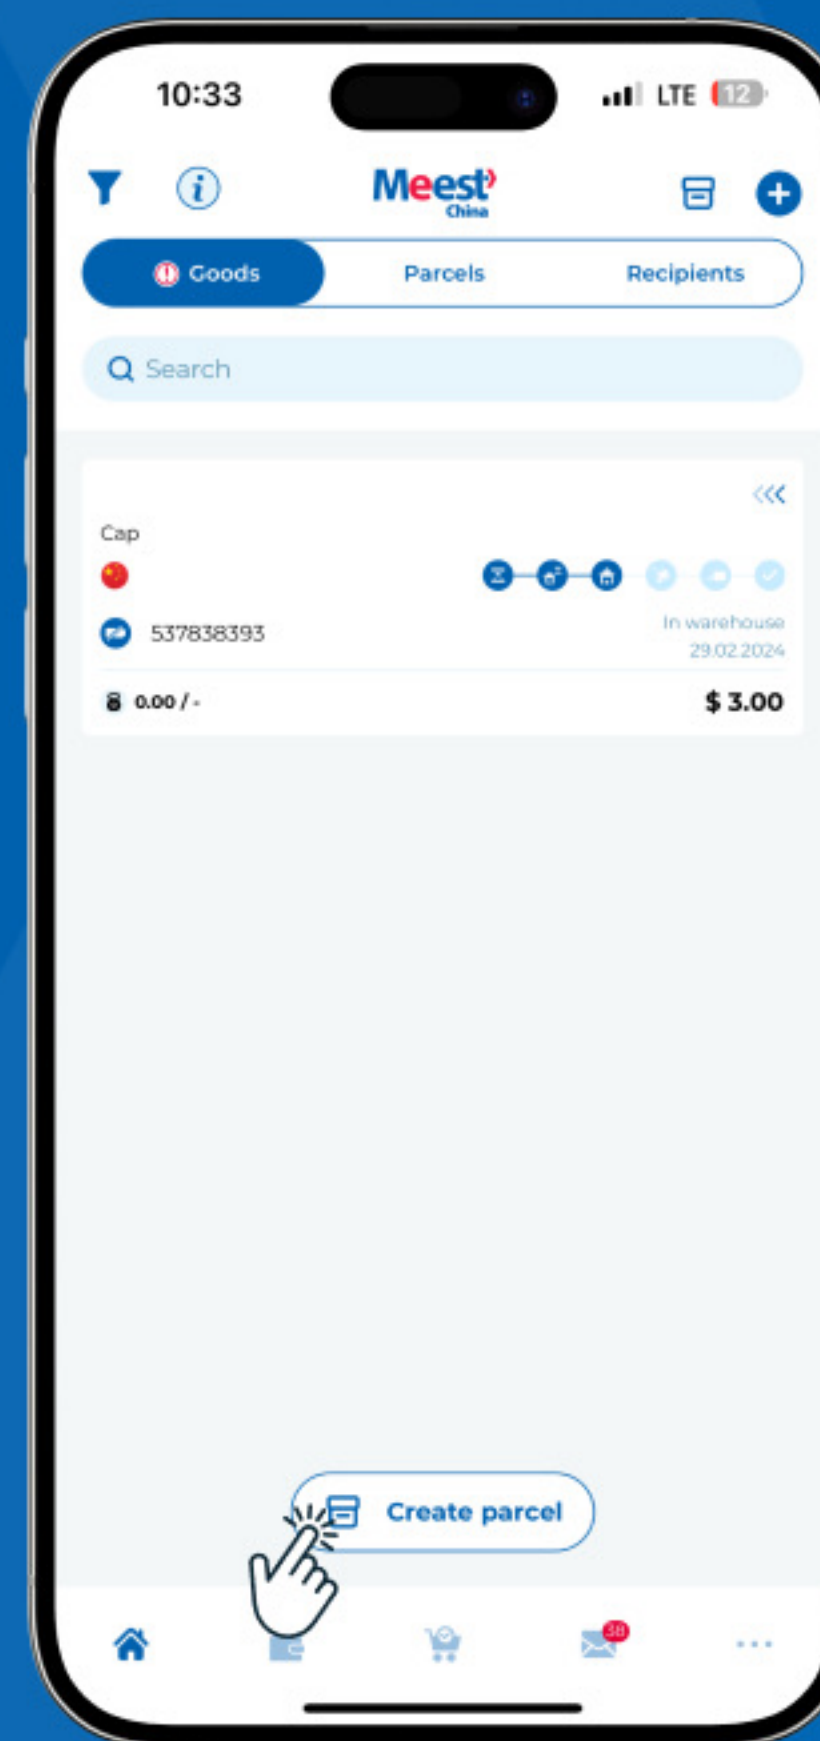 10:33
LTE 12
Meest
China
Goods
Parcels
Recipients
Search
Cap
537838393
In warehouse
29.02.2024
0.00 / -
$ 3.00
Create parcel
38